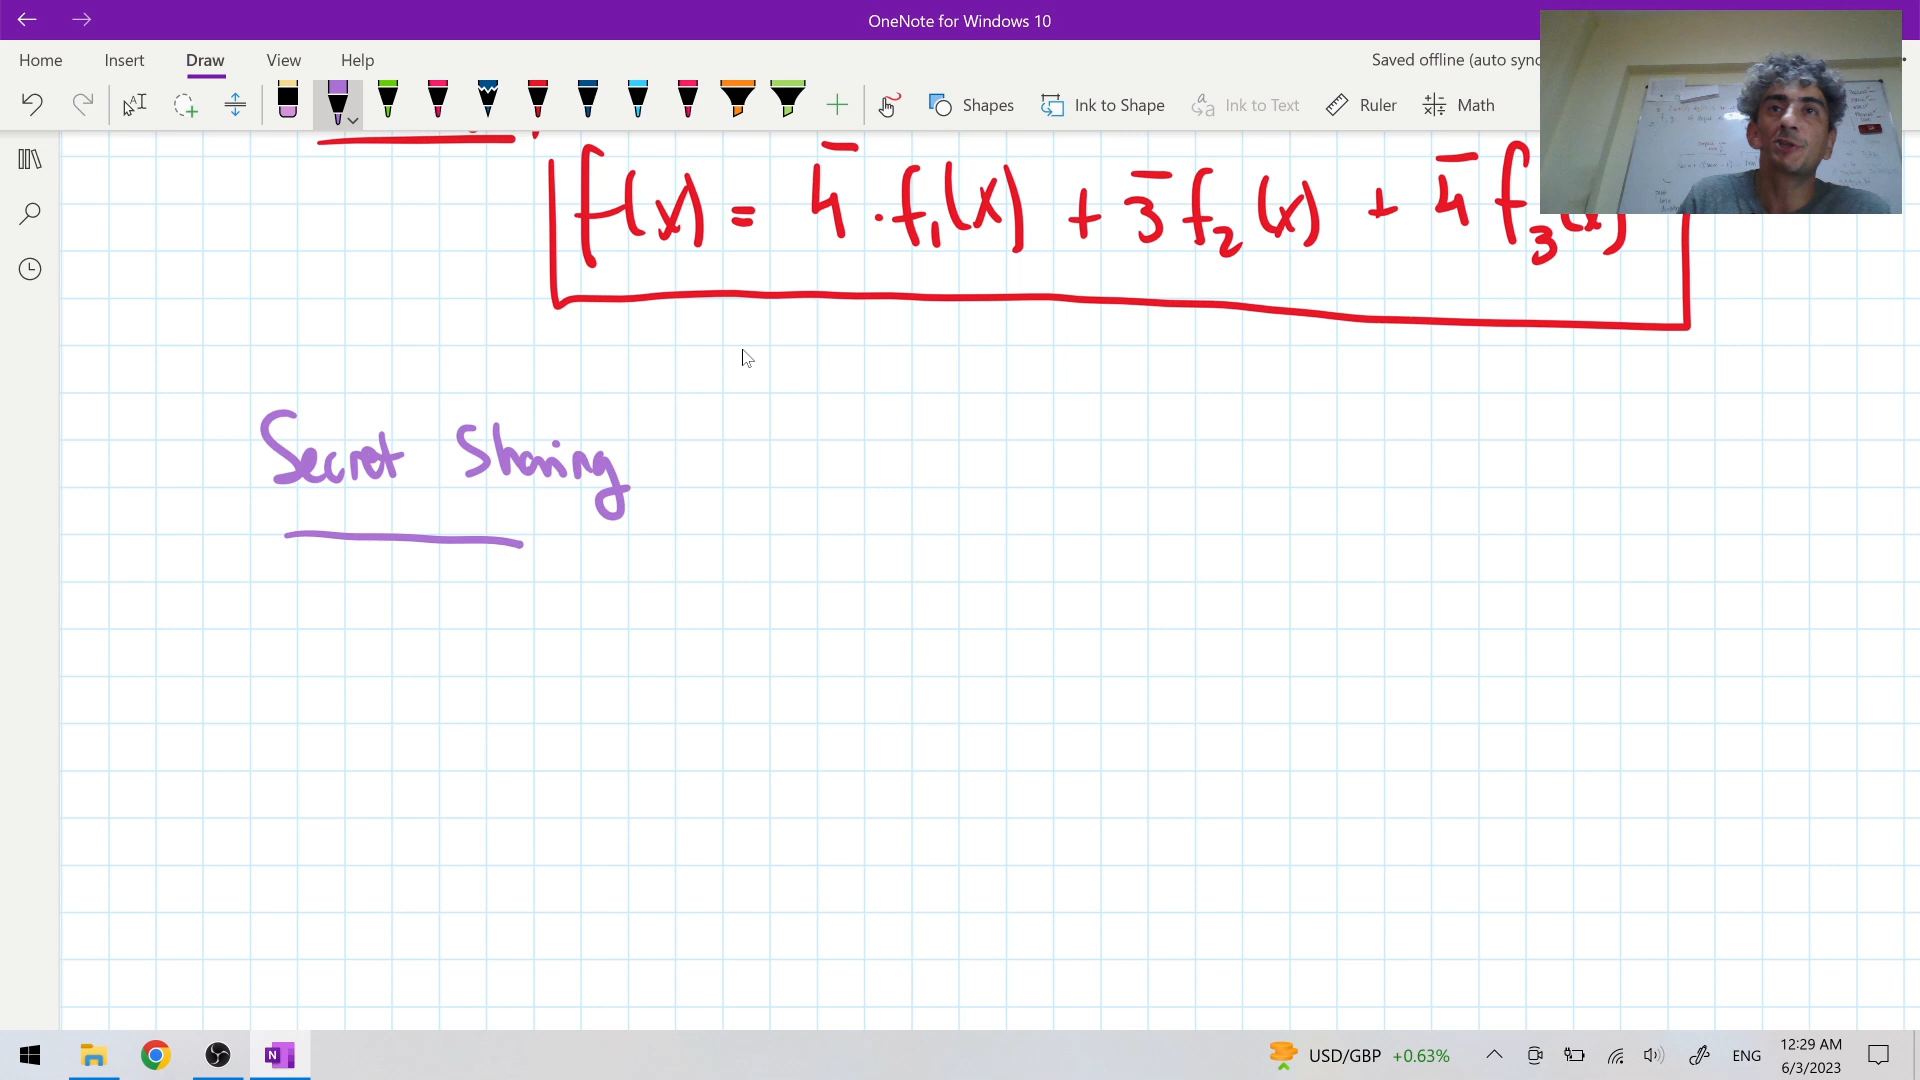 OneNote for Windows 10
Home Insert Draw View Help Saved offline (auto sync
Shapes Ink to Shape Ink to Text Ruler Math
f(x) = 4̄ · f₁(x) + 3̄ f₂(x) + 4̄ f₃(x)
Secret Sharing
USD/GBP +0.63% ENG 12:29 AM
6/3/2023